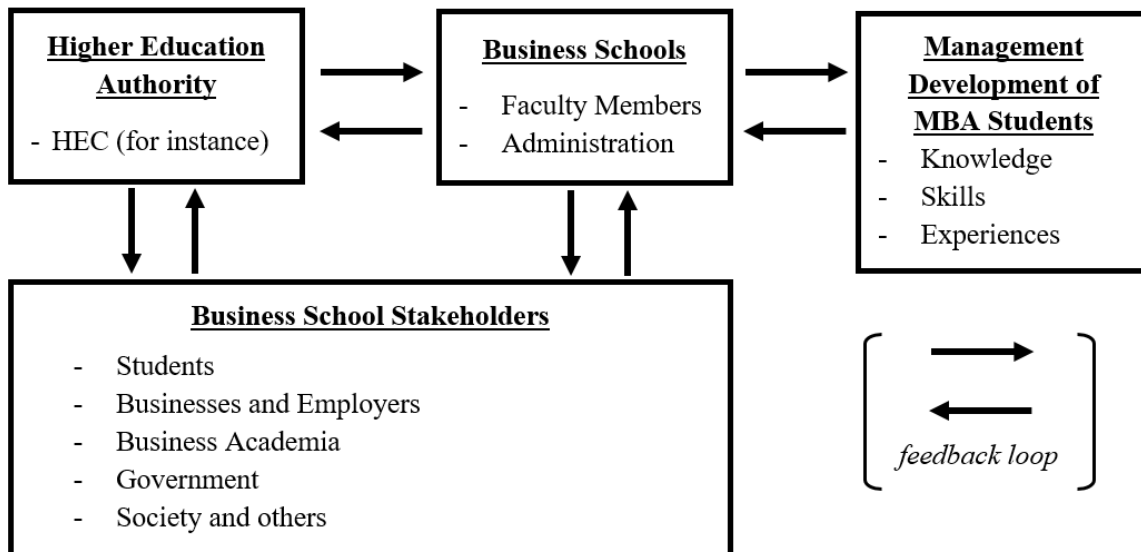 Higher Education
Authority
- HEC (for instance)
Business Schools
- Faculty Members
- Administration
Management
Development of
MBA Students
- Knowledge
- Skills
- Experiences
Business School Stakeholders
- Students
- Businesses and Employers
- Business Academia
- Government
- Society and others
feedback loop